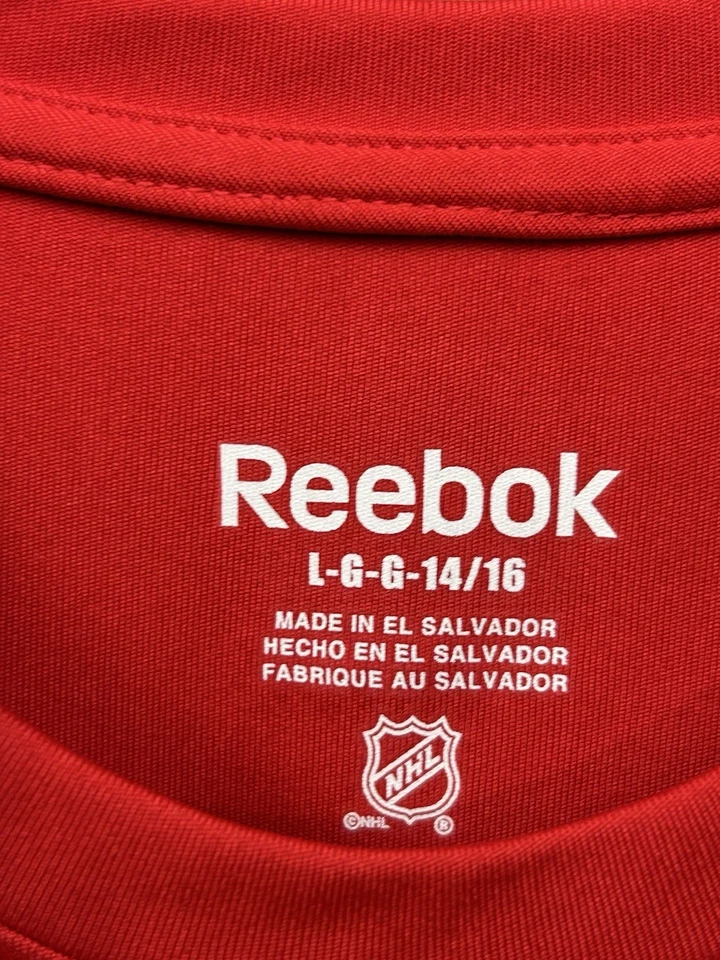 Reebok
L-G-G-14/16
MADE IN EL SALVADOR
HECHO EN EL SALVADOR
FABRIQUE AU SALVADOR
NHL
©NHL ®